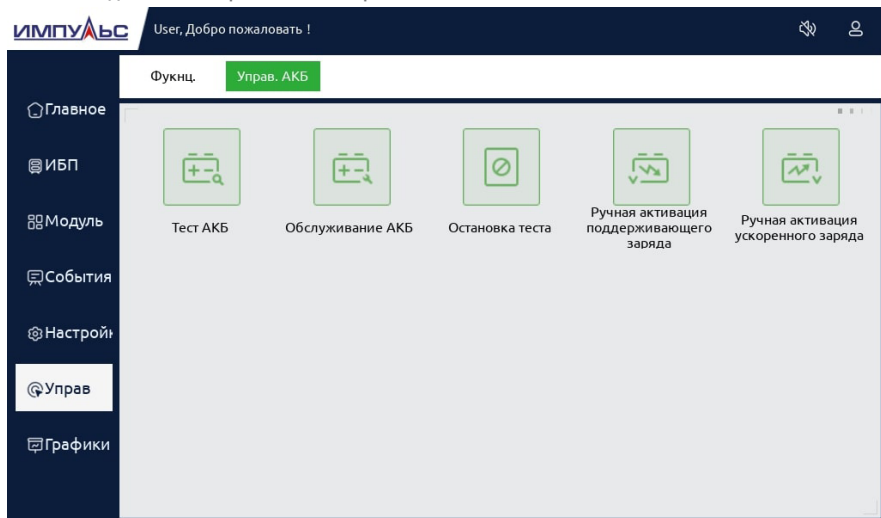 ИМПУЛЬС
User, Добро пожаловать !
Фукнц.
Управ. АКБ
Главное
ИБП
Модуль
События
Настройк
Управ
Графики
Тест АКБ
Обслуживание АКБ
Остановка теста
Ручная активация
поддерживающего
заряда
Ручная активация
ускоренного заряда